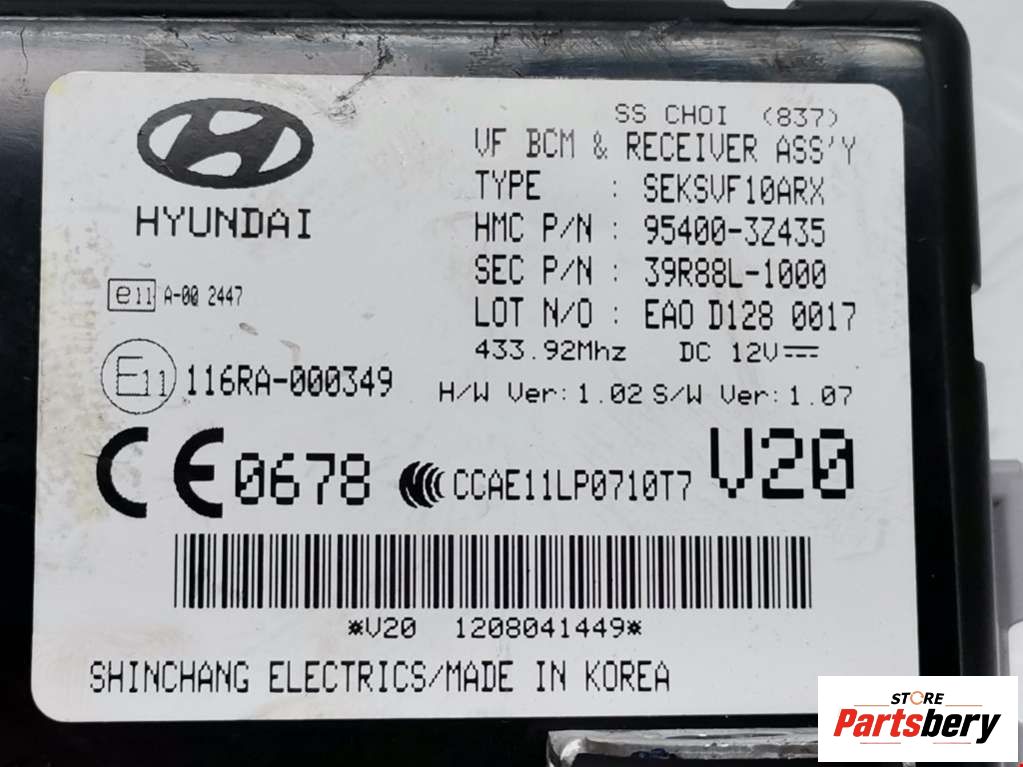 SS CHOI (837)
VF BCM & RECEIVER ASS'Y
TYPE : SEKSVF10ARX
HMC P/N : 95400-3Z435
SEC P/N : 39R88L-1000
LOT N/O : EAO D128 0017
433.92Mhz DC 12V
H/W Ver: 1.02 S/W Ver: 1.07
HYUNDAI
e11 A-00 2447
E11 116RA-000349
CE 0678 CCAE11LP0710T7 V20
*V20 1208041449*
SHINCHANG ELECTRICS/MADE IN KOREA
STORE
Partsbery